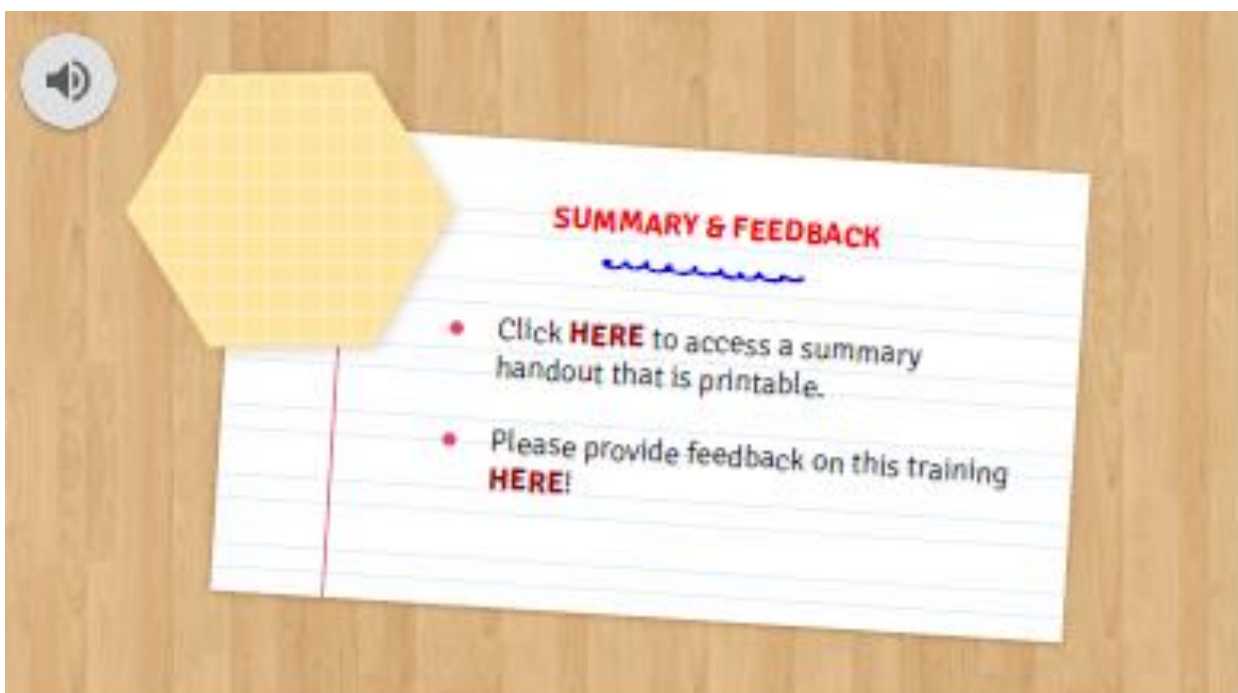 SUMMARY & FEEDBACK
Click HERE to access a summary
handout that is printable.
Please provide feedback on this training
HERE!